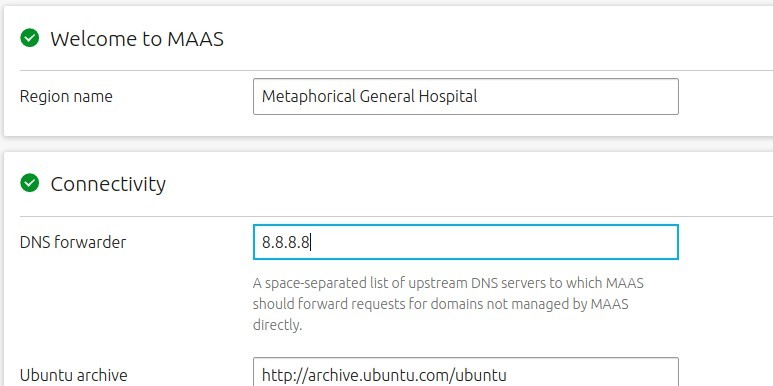 Welcome to MAAS
Region name
Metaphorical General Hospital
Connectivity
DNS forwarder
8.8.8.8
A space-separated list of upstream DNS servers to which MAAS
should forward requests for domains not managed by MAAS
directly.
Ubuntu archive
http://archive.ubuntu.com/ubuntu